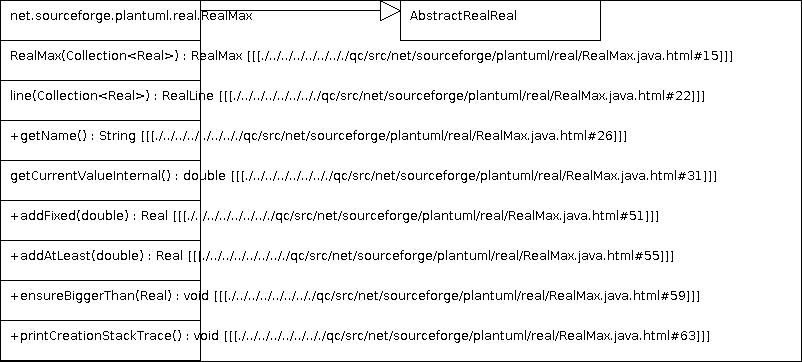 net.sourceforge.plantuml.real.RealMax
AbstractRealReal
RealMax(Collection<Real>) : RealMax [[[./../../../../../../../qc/src/net/sourceforge/plantuml/real/RealMax.java.html#15]]]
line(Collection<Real>) : RealLine [[[./../../../../../../../qc/src/net/sourceforge/plantuml/real/RealMax.java.html#22]]]
+getName() : String [[[./../../../../../../../qc/src/net/sourceforge/plantuml/real/RealMax.java.html#26]]]
getCurrentValueInternal() : double [[[./../../../../../../../qc/src/net/sourceforge/plantuml/real/RealMax.java.html#31]]]
+addFixed(double) : Real [[[./../../../../../../../qc/src/net/sourceforge/plantuml/real/RealMax.java.html#51]]]
+addAtLeast(double) : Real [[[./../../../../../../../qc/src/net/sourceforge/plantuml/real/RealMax.java.html#55]]]
+ensureBiggerThan(Real) : void [[[./../../../../../../../qc/src/net/sourceforge/plantuml/real/RealMax.java.html#59]]]
+printCreationStackTrace() : void [[[./../../../../../../../qc/src/net/sourceforge/plantuml/real/RealMax.java.html#63]]]